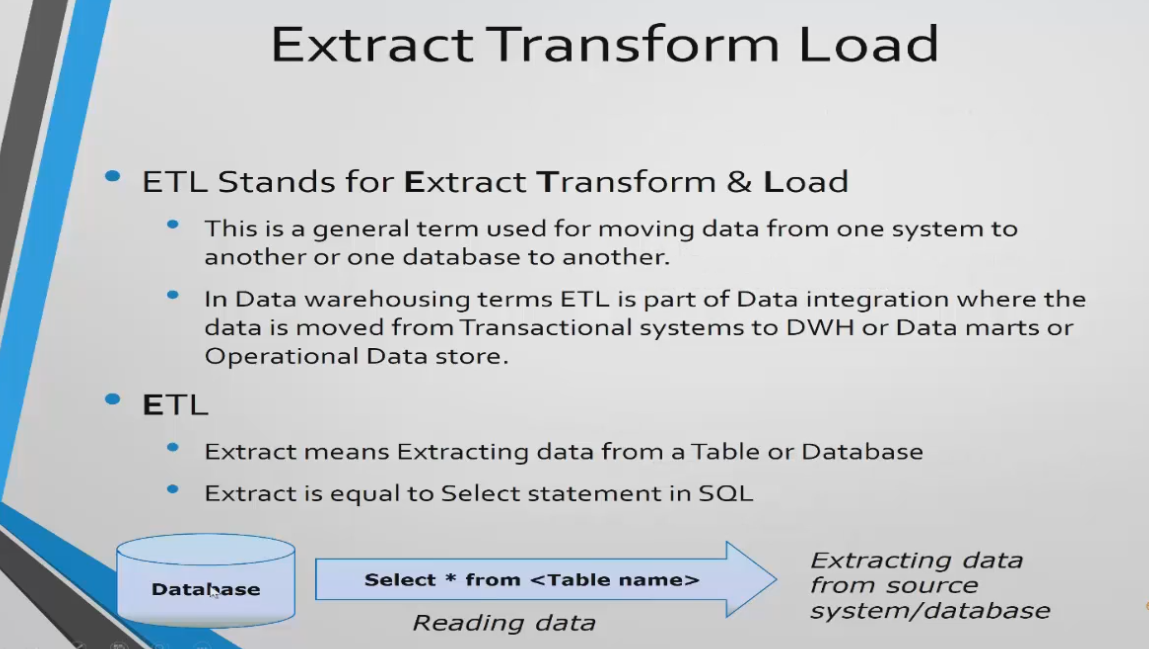 Extract Transform Load
ETL Stands for Extract Transform & Load
This is a general term used for moving data from one system to
another or one database to another.
In Data warehousing terms ETL is part of Data integration where the
data is moved from Transactional systems to DWH or Data marts or
Operational Data store.
ETL
Extract means Extracting data from a Table or Database
Extract is equal to Select statement in SQL
Database
Select * from <Table name>
Reading data
Extracting data
from source
system/database